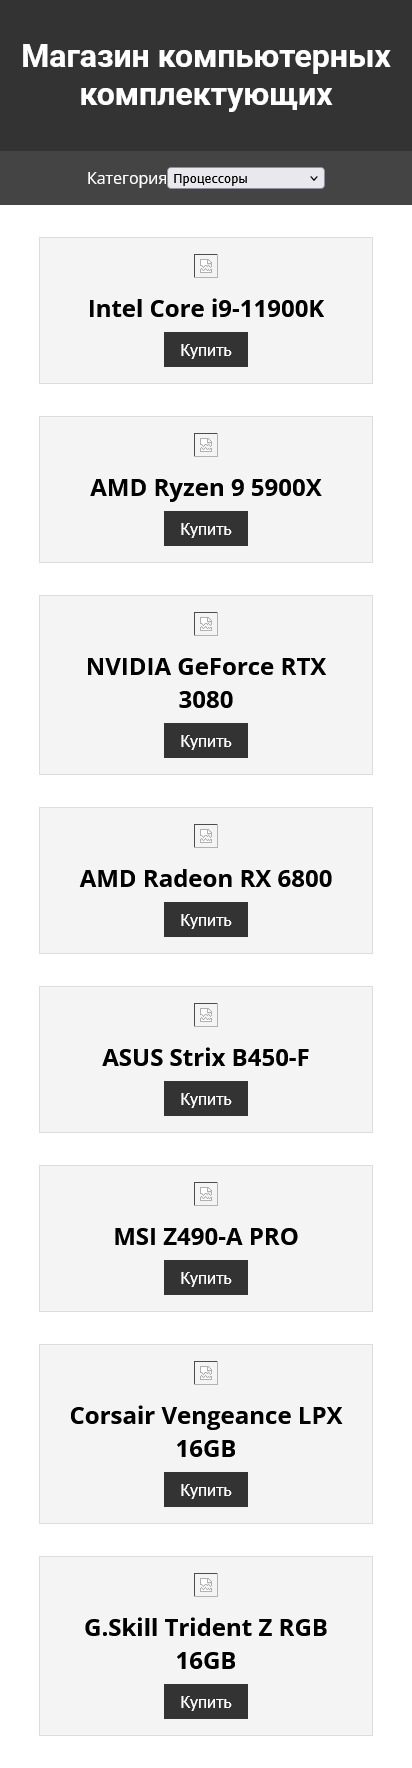 Магазин компьютерных
комплектующих
Категория Процессоры
Intel Core i9-11900K
Купить
AMD Ryzen 9 5900X
Купить
NVIDIA GeForce RTX
3080
Купить
AMD Radeon RX 6800
Купить
ASUS Strix B450-F
Купить
MSI Z490-A PRO
Купить
Corsair Vengeance LPX
16GB
Купить
G.Skill Trident Z RGB
16GB
Купить